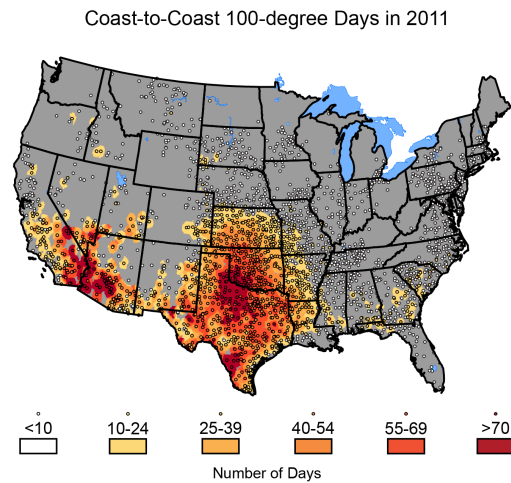 Coast-to-Coast 100-degree Days in 2011
<10 10-24 25-39 40-54 55-69 >70
Number of Days